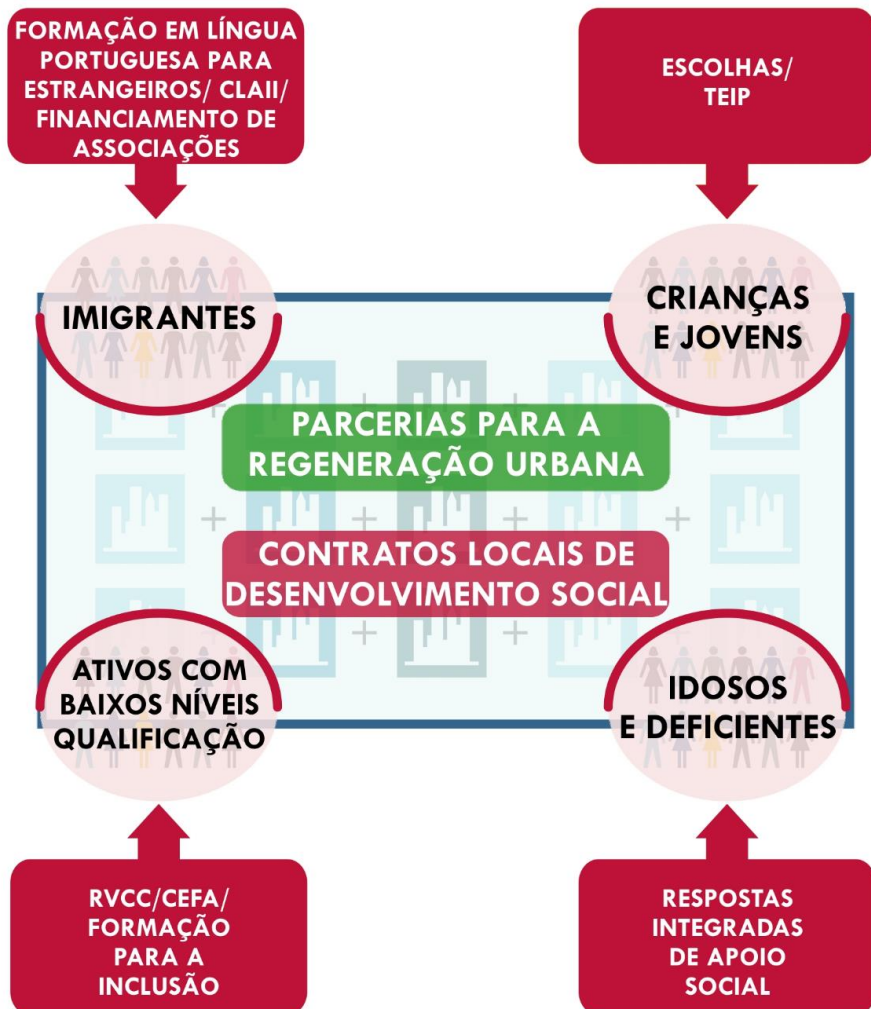 FORMAÇÃO EM LÍNGUA
PORTUGUESA PARA
ESTRANGEIROS/ CLAII/
FINANCIAMENTO DE
ASSOCIAÇÕES
ESCOLHAS/
TEIP
IMIGRANTES
CRIANÇAS
E JOVENS
PARCERIAS PARA A
REGENERAÇÃO URBANA
CONTRATOS LOCAIS DE
DESENVOLVIMENTO SOCIAL
ATIVOS COM
BAIXOS NÍVEIS
QUALIFICAÇÃO
IDOSOS
E DEFICIENTES
RVCC/CEFA/
FORMAÇÃO
PARA A
INCLUSÃO
RESPOSTAS
INTEGRADAS
DE APOIO
SOCIAL